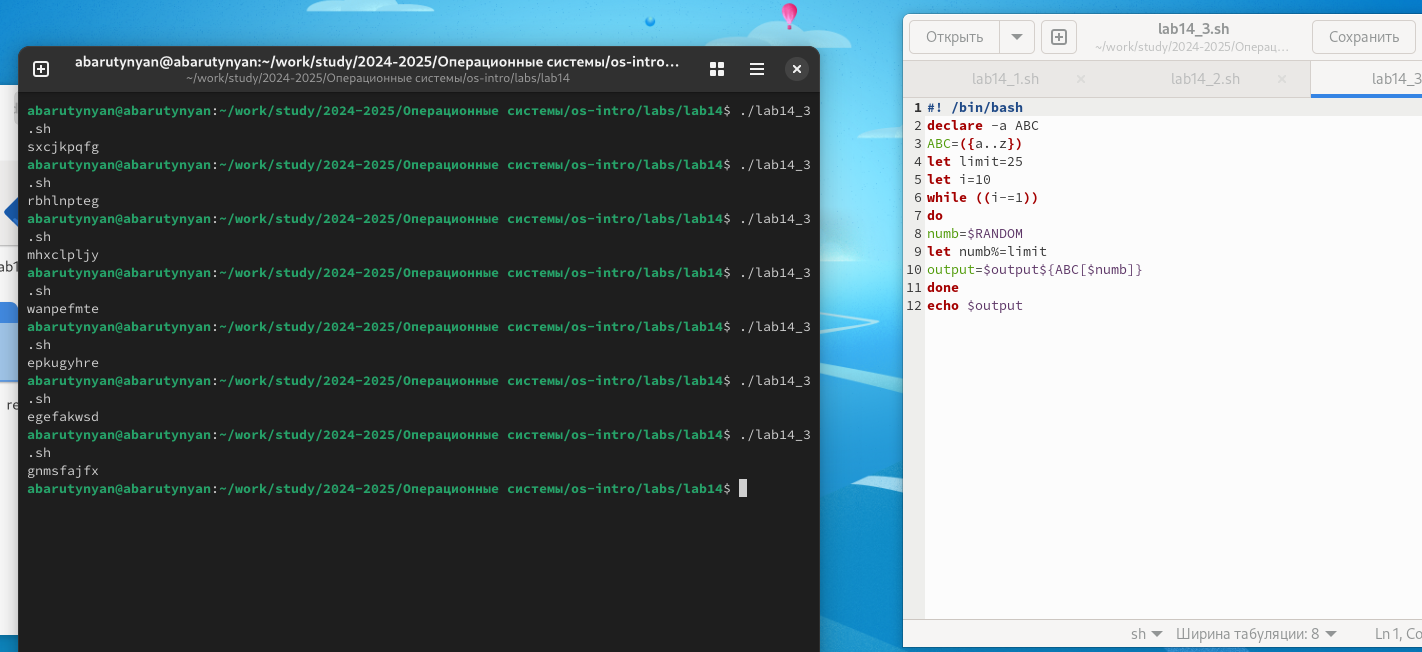 abarutynyan@abarutynyan:~/work/study/2024-2025/Операционные системы/os-intro...
~/work/study/2024-2025/Операционные системы/os-intro/labs/lab14
abarutynyan@abarutynyan:~/work/study/2024-2025/Операционные системы/os-intro/labs/lab14$ ./lab14_3
.sh
sxcjkpqfg
abarutynyan@abarutynyan:~/work/study/2024-2025/Операционные системы/os-intro/labs/lab14$ ./lab14_3
.sh
rbhlnpteg
abarutynyan@abarutynyan:~/work/study/2024-2025/Операционные системы/os-intro/labs/lab14$ ./lab14_3
.sh
mhxclpljy
abarutynyan@abarutynyan:~/work/study/2024-2025/Операционные системы/os-intro/labs/lab14$ ./lab14_3
.sh
wanpefmte
abarutynyan@abarutynyan:~/work/study/2024-2025/Операционные системы/os-intro/labs/lab14$ ./lab14_3
.sh
epkugyhre
abarutynyan@abarutynyan:~/work/study/2024-2025/Операционные системы/os-intro/labs/lab14$ ./lab14_3
.sh
egefakwsd
abarutynyan@abarutynyan:~/work/study/2024-2025/Операционные системы/os-intro/labs/lab14$ ./lab14_3
.sh
gnmsfajfx
abarutynyan@abarutynyan:~/work/study/2024-2025/Операционные системы/os-intro/labs/lab14$
Открыть
lab14_3.sh
~/work/study/2024-2025/Операц...
Сохранить
lab14_1.sh × lab14_2.sh × lab14_3
1 #! /bin/bash
2 declare -a ABC
3 ABC=({a..z})
4 let limit=25
5 let i=10
6 while ((i-=1))
7 do
8 numb=$RANDOM
9 let numb%=limit
10 output=$output${ABC[$numb]}
11 done
12 echo $output
sh Ширина табуляции: 8 Ln 1, Co